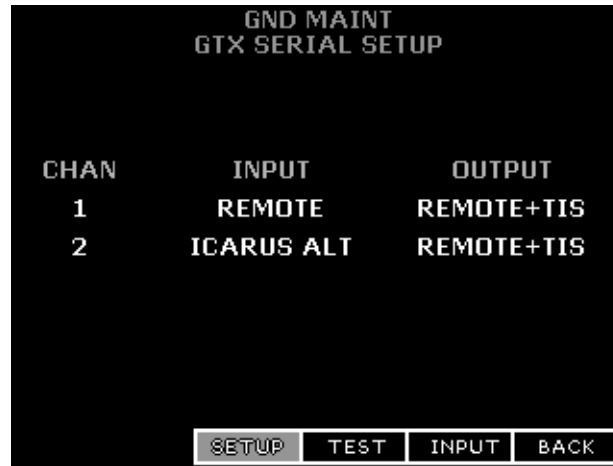 GND MAINT
GTX SERIAL SETUP
CHAN INPUT OUTPUT
1 REMOTE REMOTE+TIS
2 ICARUS ALT REMOTE+TIS
SETUP TEST INPUT BACK